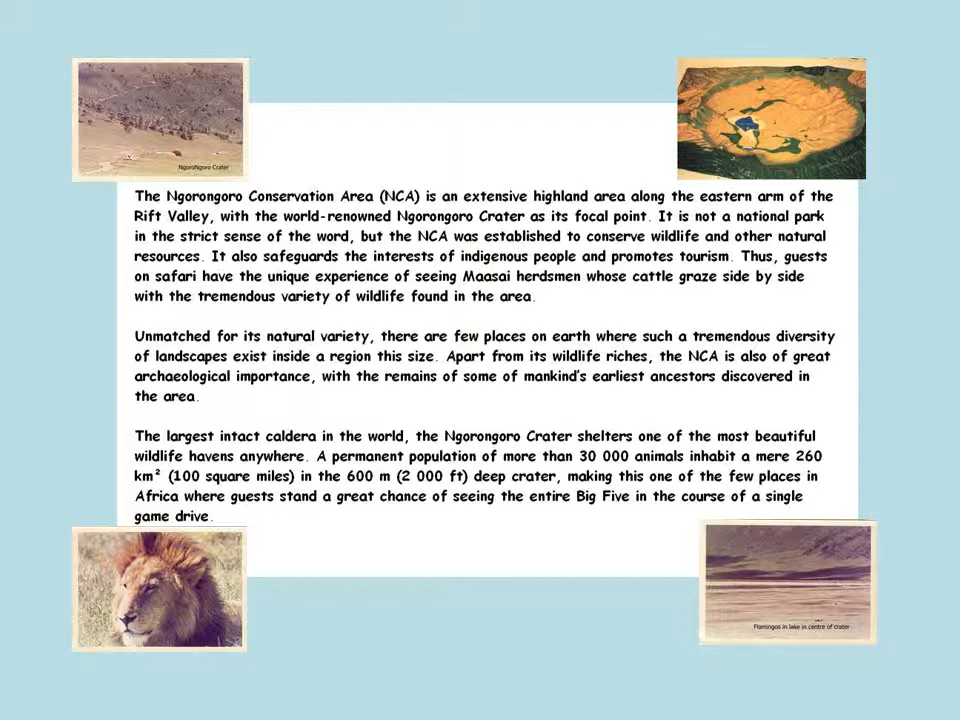 NgoroNgoro Crater
The Ngorongoro Conservation Area (NCA) is an extensive highland area along the eastern arm of the
Rift Valley, with the world-renowned Ngorongoro Crater as its focal point. It is not a national park
in the strict sense of the word, but the NCA was established to conserve wildlife and other natural
resources. It also safeguards the interests of indigenous people and promotes tourism. Thus, guests
on safari have the unique experience of seeing Maasai herdsmen whose cattle graze side by side
with the tremendous variety of wildlife found in the area.
Unmatched for its natural variety, there are few places on earth where such a tremendous diversity
of landscapes exist inside a region this size. Apart from its wildlife riches, the NCA is also of great
archaeological importance, with the remains of some of mankind's earliest ancestors discovered in
the area.
The largest intact caldera in the world, the Ngorongoro Crater shelters one of the most beautiful
wildlife havens anywhere. A permanent population of more than 30 000 animals inhabit a mere 260
km² (100 square miles) in the 600 m (2 000 ft) deep crater, making this one of the few places in
Africa where guests stand a great chance of seeing the entire Big Five in the course of a single
game drive.
Flamingos in lake in centre of crater